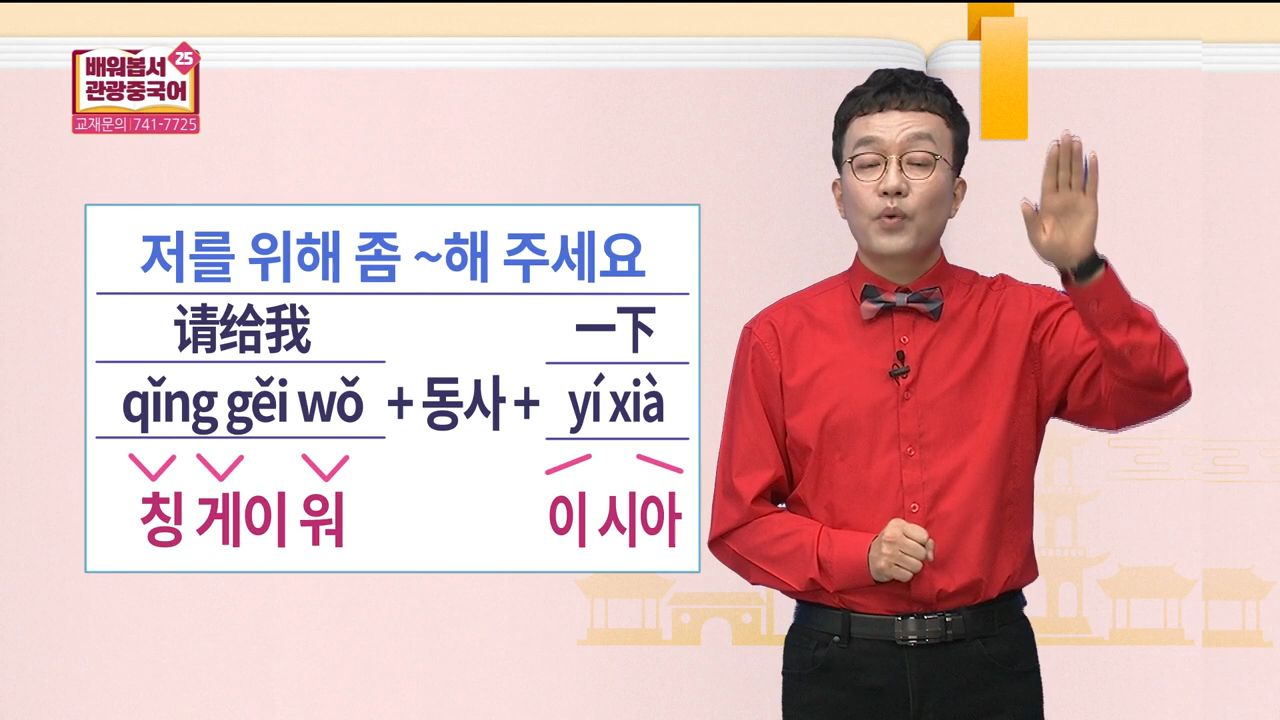 배워봅서 25
관광중국어
교재문의 | 741-7725
저를 위해 좀 ~해 주세요
请给我 一下
qǐng gěi wǒ + 동사 + yí xià
칭 게이 워 이 시아